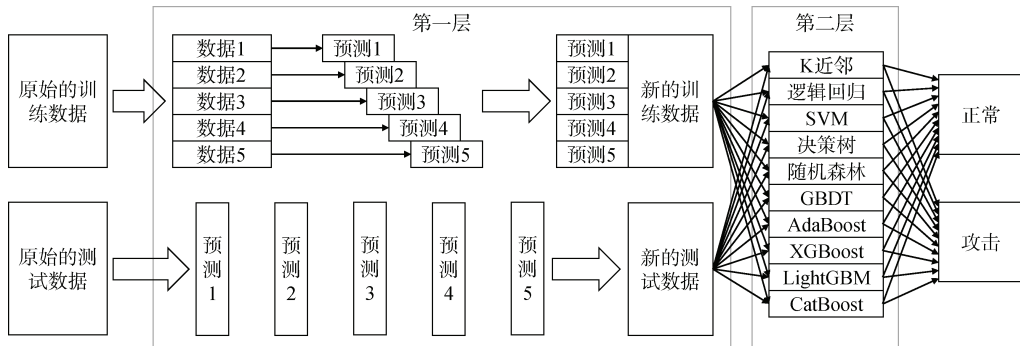 第一层
第二层
原始的训
练数据
数据1
数据2
数据3
数据4
数据5
预测1
预测2
预测3
预测4
预测5
预测1
预测2
预测3
预测4
预测5
新的训
练数据
原始的测
试数据
预测1
预测2
预测3
预测4
预测5
新的测
试数据
K近邻
逻辑回归
SVM
决策树
随机森林
GBDT
AdaBoost
XGBoost
LightGBM
CatBoost
正常
攻击